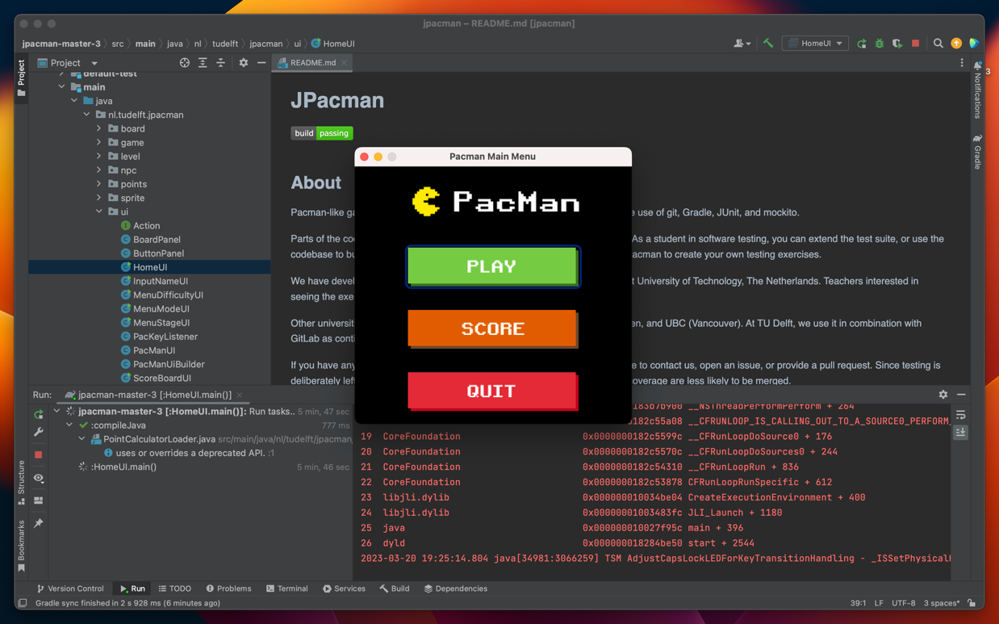 jpacman – README.md [jpacman]
jpacman-master-3 〉 src 〉 main 〉 java 〉 nl 〉 tudelft 〉 jpacman 〉 ui 〉 HomeUI
HomeUI
Project
README.md
3
Project
Notifications
Gradle
default-test
main
java
nl.tudelft.jpacman
board
game
level
npc
points
sprite
ui
Action
BoardPanel
ButtonPanel
HomeUI
InputNameUI
MenuDifficultyUI
MenuModeUI
MenuStageUI
PacKeyListener
PacManUI
PacManUiBuilder
ScoreBoardUI
JPacman
build passing
About
Pacman-like ga
e use of git, Gradle, JUnit, and mockito.
Parts of the co
As a student in software testing, you can extend the test suite, or use the
codebase to bu
acman to create your own testing exercises.
We have devel
t University of Technology, The Netherlands. Teachers interested in
seeing the exe
Other universit
en, and UBC (Vancouver). At TU Delft, we use it in combination with
GitLab as conti
If you have any
e to contact us, open an issue, or provide a pull request. Since testing is
deliberately left
overage are less likely to be merged.
Pacman Main Menu
PacMan
PLAY
SCORE
QUIT
Run: jpacman-master-3 [:HomeUI.main()]
jpacman-master-3 [:HomeUI.main()]: Run tasks.. 5 min, 47 sec
:compileJava 777 ms
PointCalculatorLoader.java src/main/java/nl/tudelft/jpacman,
uses or overrides a deprecated API. :1
:HomeUI.main() 5 min, 46 sec
183b7b900 __NSThreadPerformPerform + 264
182c55a08 __CFRUNLOOP_IS_CALLING_OUT_TO_A_SOURCE0_PERFORM_
19 CoreFoundation 0x0000000182c5599c __CFRunLoopDoSource0 + 176
20 CoreFoundation 0x0000000182c5570c __CFRunLoopDoSources0 + 244
21 CoreFoundation 0x0000000182c54310 __CFRunLoopRun + 836
22 CoreFoundation 0x0000000182c53878 CFRunLoopRunSpecific + 612
23 libjli.dylib 0x000000010034be04 CreateExecutionEnvironment + 400
24 libjli.dylib 0x00000001003483fc JLI_Launch + 1180
25 java 0x000000010027f95c main + 396
26 dyld 0x000000018284be50 start + 2544
2023-03-20 19:25:14.804 java[34981:3066259] TSM AdjustCapsLockLEDForKeyTransitionHandling - _ISSetPhysicalK
Structure
Bookmarks
Version Control Run TODO Problems Terminal Services Build Dependencies
Gradle sync finished in 2 s 928 ms (6 minutes ago) 39:1 LF UTF-8 3 spaces*